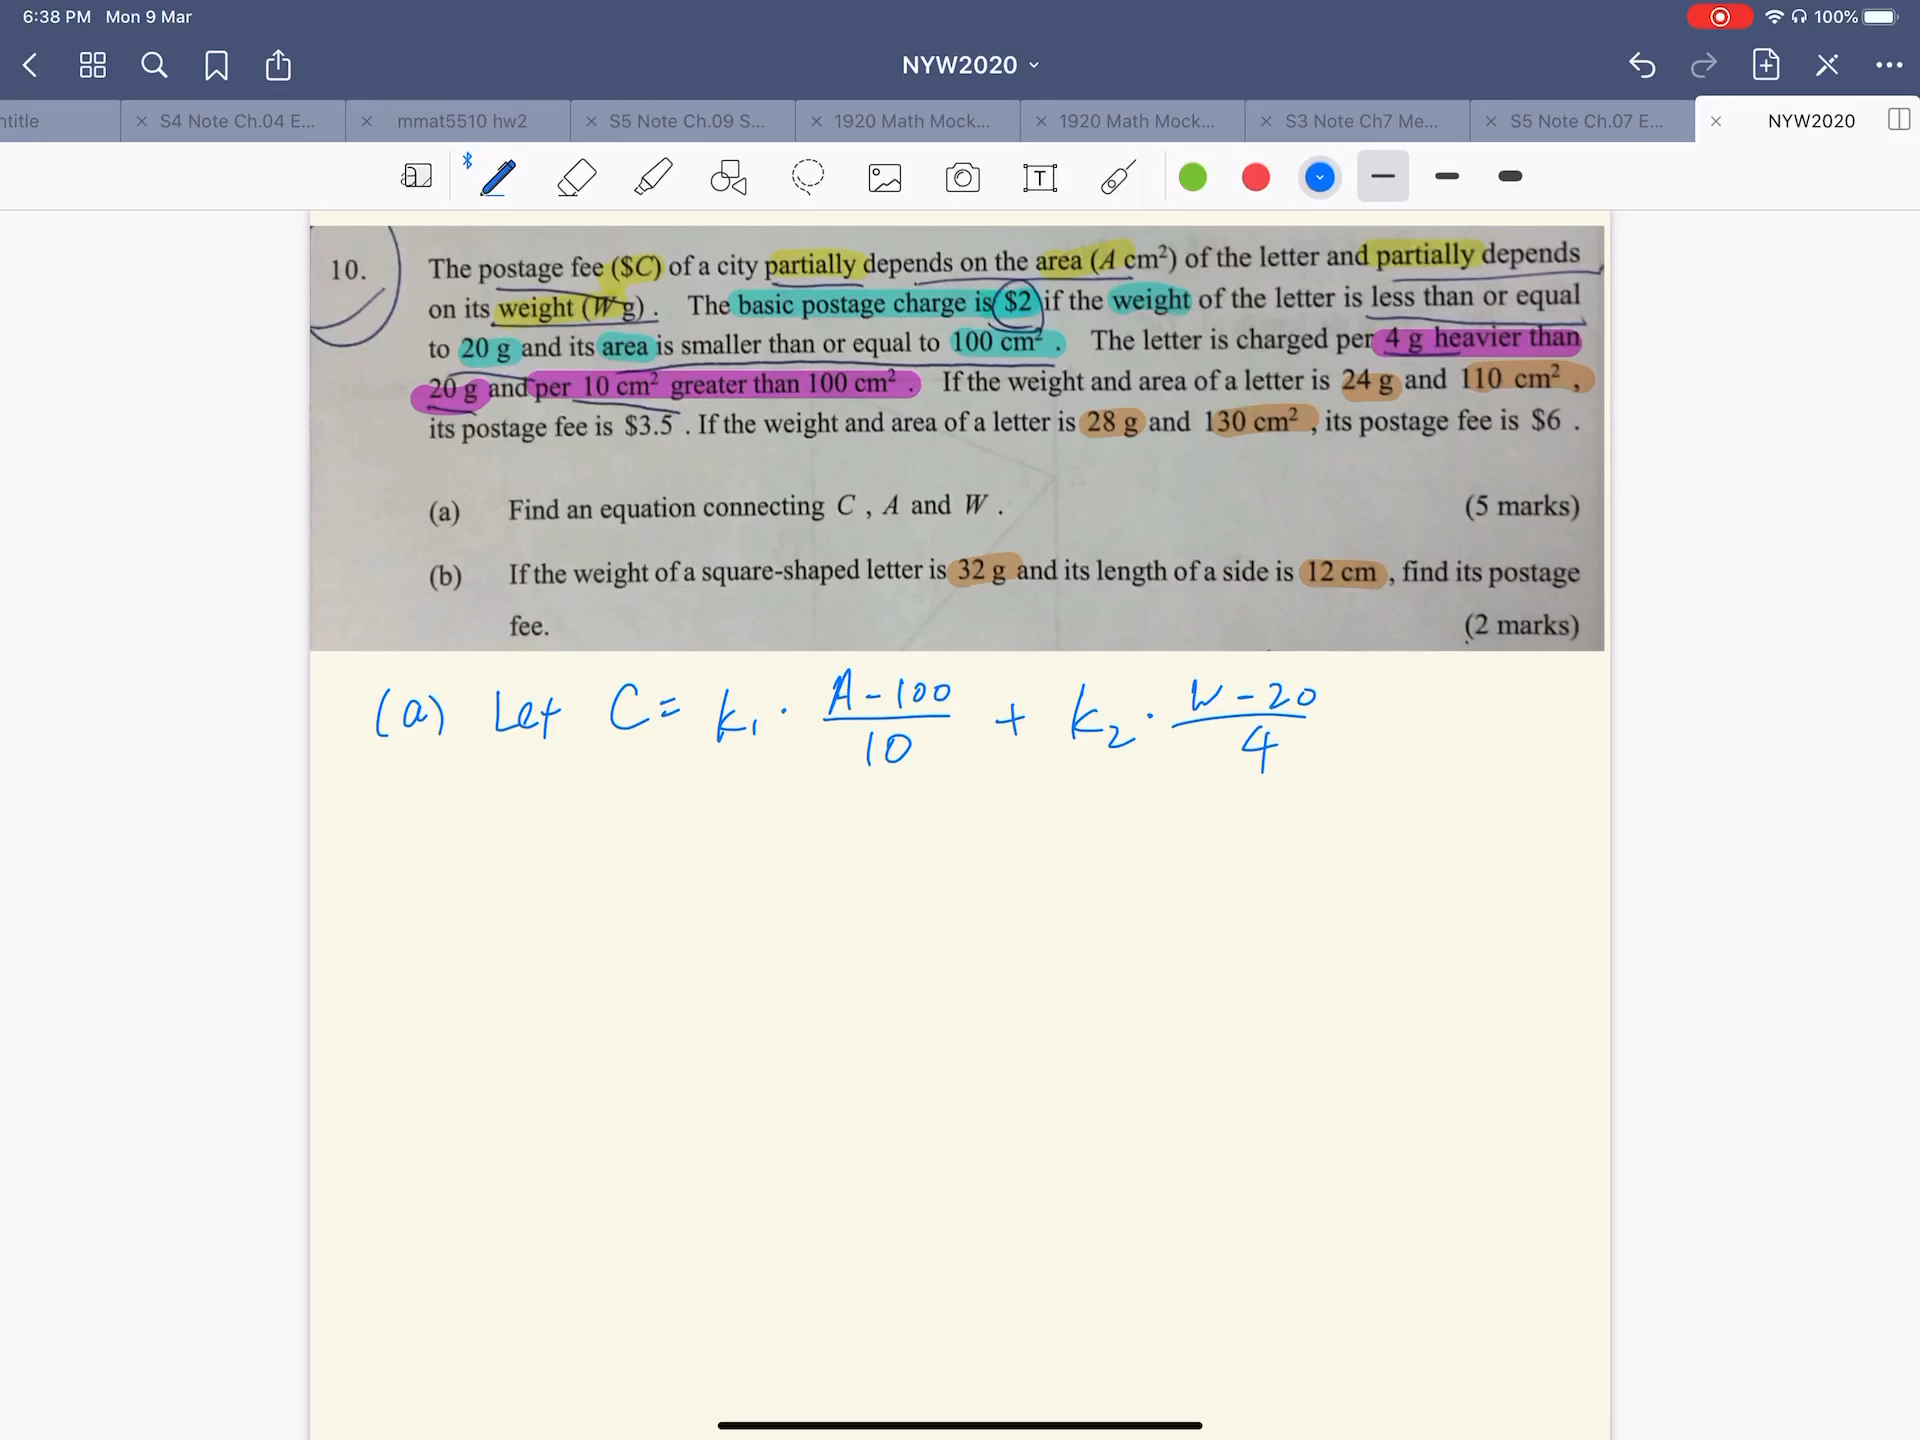 6:38 PM Mon 9 Mar
100%
NYW2020
ntitle
S4 Note Ch.04 E...
mmat5510 hw2
S5 Note Ch.09 S...
1920 Math Mock...
1920 Math Mock...
S3 Note Ch7 Me...
S5 Note Ch.07 E...
NYW2020
10. The postage fee ($C) of a city partially depends on the area (A cm²) of the letter and partially depends
on its weight (W g). The basic postage charge is $2 if the weight of the letter is less than or equal
to 20 g and its area is smaller than or equal to 100 cm². The letter is charged per 4 g heavier than
20 g and per 10 cm² greater than 100 cm². If the weight and area of a letter is 24 g and 110 cm²,
its postage fee is $3.5. If the weight and area of a letter is 28 g and 130 cm², its postage fee is $6.
(a) Find an equation connecting C, A and W. (5 marks)
(b) If the weight of a square-shaped letter is 32 g and its length of a side is 12 cm, find its postage
fee. (2 marks)
(a) Let C = k₁ · (A - 100)/10 + k₂ · (W - 20)/4